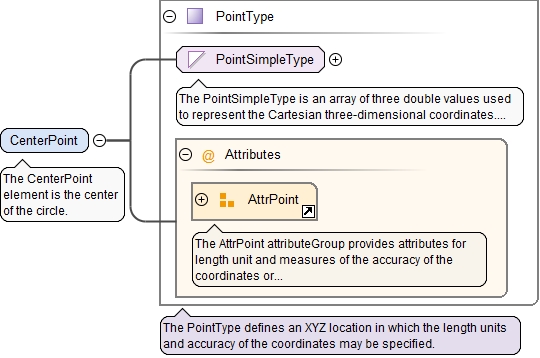 PointType
PointSimpleType
The PointSimpleType is an array of three double values used
to represent the Cartesian three-dimensional coordinates....
CenterPoint
The CenterPoint
element is the center
of the circle.
@ Attributes
AttrPoint
The AttrPoint attributeGroup provides attributes for
length unit and measures of the accuracy of the
coordinates or...
The PointType defines an XYZ location in which the length units
and accuracy of the coordinates may be specified.